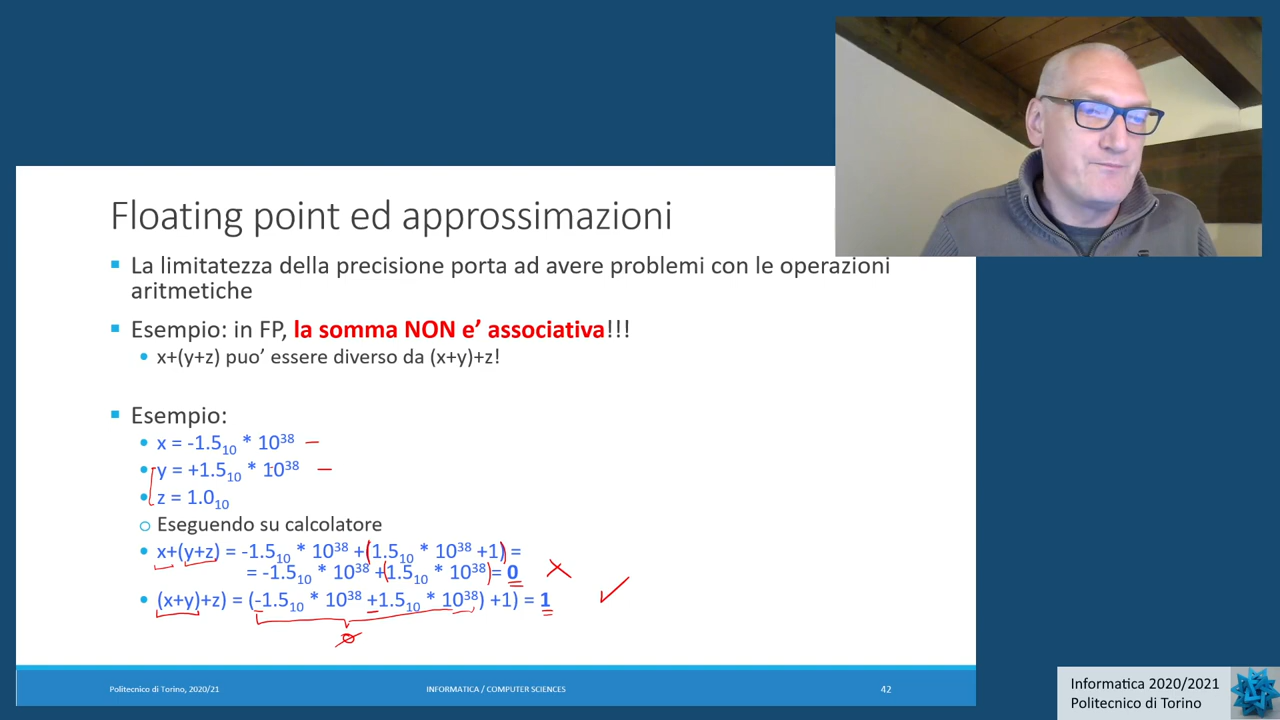 Floating point ed approssimazioni
La limitatezza della precisione porta ad avere problemi con le operazioni
aritmetiche
Esempio: in FP, la somma NON e' associativa!!!
x+(y+z) puo' essere diverso da (x+y)+z!
Esempio:
x = -1.5₁₀ * 10³⁸
y = +1.5₁₀ * 10³⁸
z = 1.0₁₀
Eseguendo su calcolatore
x+(y+z) = -1.5₁₀ * 10³⁸ +(1.5₁₀ * 10³⁸ +1) =
= -1.5₁₀ * 10³⁸ +(1.5₁₀ * 10³⁸ )= 0
(x+y)+z) = (-1.5₁₀ * 10³⁸ +1.5₁₀ * 10³⁸) +1) = 1
0
Politecnico di Torino, 2020/21
INFORMATICA / COMPUTER SCIENCES
42
Informatica 2020/2021
Politecnico di Torino